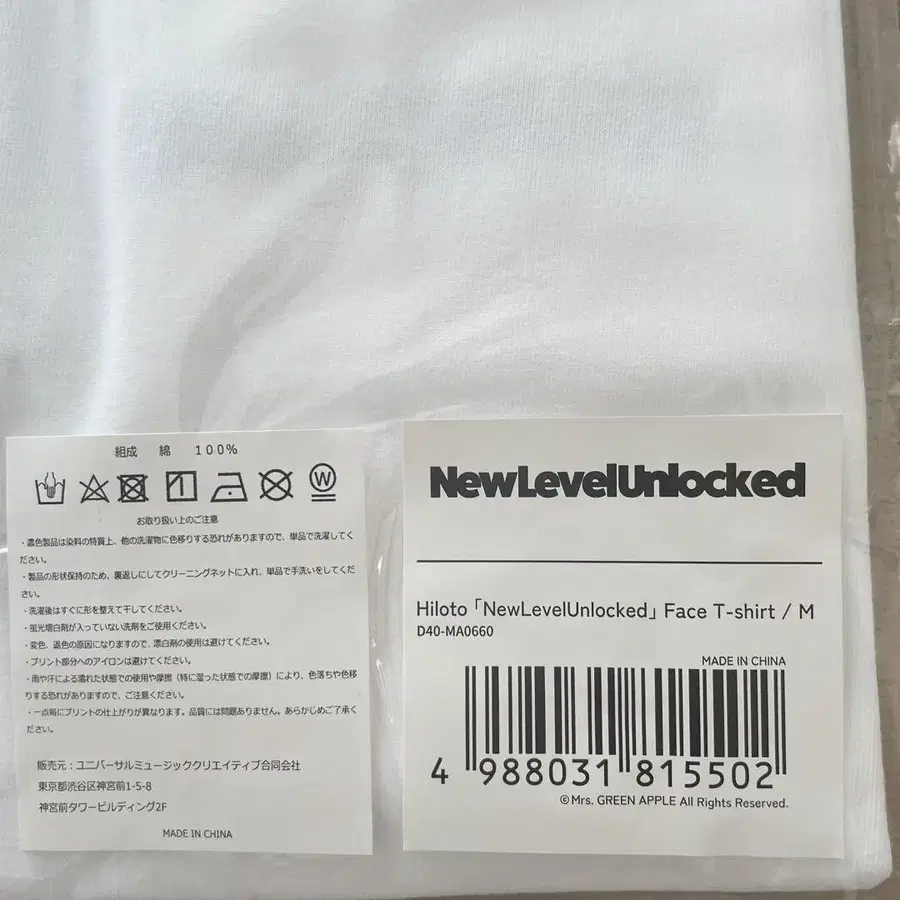 組成 綿 100%
お取り扱い上のご注意
・濃色製品は染料の特質上、他の洗濯物に色移りする恐れがありますので、単品で洗濯してく
ださい。
・製品の形状保持のため、裏返しにしてクリーニングネットに入れ、単品で手洗いをしてくだ
さい。
・洗濯後はすぐに形を整えて干してください。
・蛍光増白剤が入っていない洗剤をご使用ください。
・変色、退色の原因になりますので、漂白剤の使用は避けてください。
・プリント部分へのアイロンは避けてください。
・雨や汗による濡れた状態での使用や摩擦（特に湿った状態での摩擦）により、色落ちや色移
りする恐れがありますので、ご注意ください。
・一点毎にプリントの仕上がりが異なります。品質には問題ありません。あらかじめご了承く
ださい。
販売元：ユニバーサルミュージッククリエイティブ合同会社
東京都渋谷区神宮前1-5-8
神宮前タワービルディング2F
MADE IN CHINA
NewLevelUnlocked
Hiloto「NewLevelUnlocked」Face T-shirt / M
D40-MA0660
MADE IN CHINA
4 988031 815502
©Mrs. GREEN APPLE All Rights Reserved.